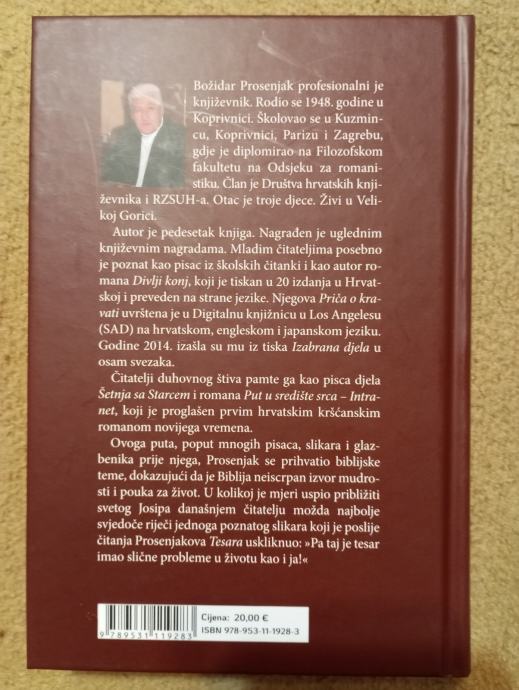 Božidar Prosenjak profesionalni je
književnik. Rodio se 1948. godine u
Koprivnici. Školovao se u Kuzmin-
cu, Koprivnici, Parizu i Zagrebu,
gdje je diplomirao na Filozofskom
fakultetu na Odsjeku za romani-
stiku. Član je Društva hrvatskih knji-
ževnika i RZSUH-a. Otac je troje djece. Živi u Veli-
koj Gorici.
Autor je pedesetak knjiga. Nagrađen je uglednim
književnim nagradama. Mladim čitateljima posebno
je poznat kao pisac iz školskih čitanki i kao autor ro-
mana Divlji konj, koji je tiskan u 20 izdanja u Hrvat-
skoj i preveden na strane jezike. Njegova Priča o kra-
vati uvrštena je u Digitalnu knjižnicu u Los Angelesu
(SAD) na hrvatskom, engleskom i japanskom jeziku.
Godine 2014. izašla su mu iz tiska Izabrana djela u
osam svezaka.
Čitatelji duhovnog štiva pamte ga kao pisca djela
Šetnja sa Starcem i romana Put u središte srca – Intra-
net, koji je proglašen prvim hrvatskim kršćanskim
romanom novijega vremena.
Ovoga puta, poput mnogih pisaca, slikara i glaz-
benika prije njega, Prosenjak se prihvatio biblijske
teme, dokazujući da je Biblija neiscrpan izvor mudro-
sti i pouka za život. U kolikoj je mjeri uspio približiti
svetog Josipa današnjem čitatelju možda najbolje
svjedoče riječi jednoga poznatog slikara koji je poslije
čitanja Prosenjakova Tesara uskliknuo: »Pa taj je tesar
imao slične probleme u životu kao i ja!«
Cijena: 20,00 €
ISBN 978-953-11-1928-3
9 789531 119283